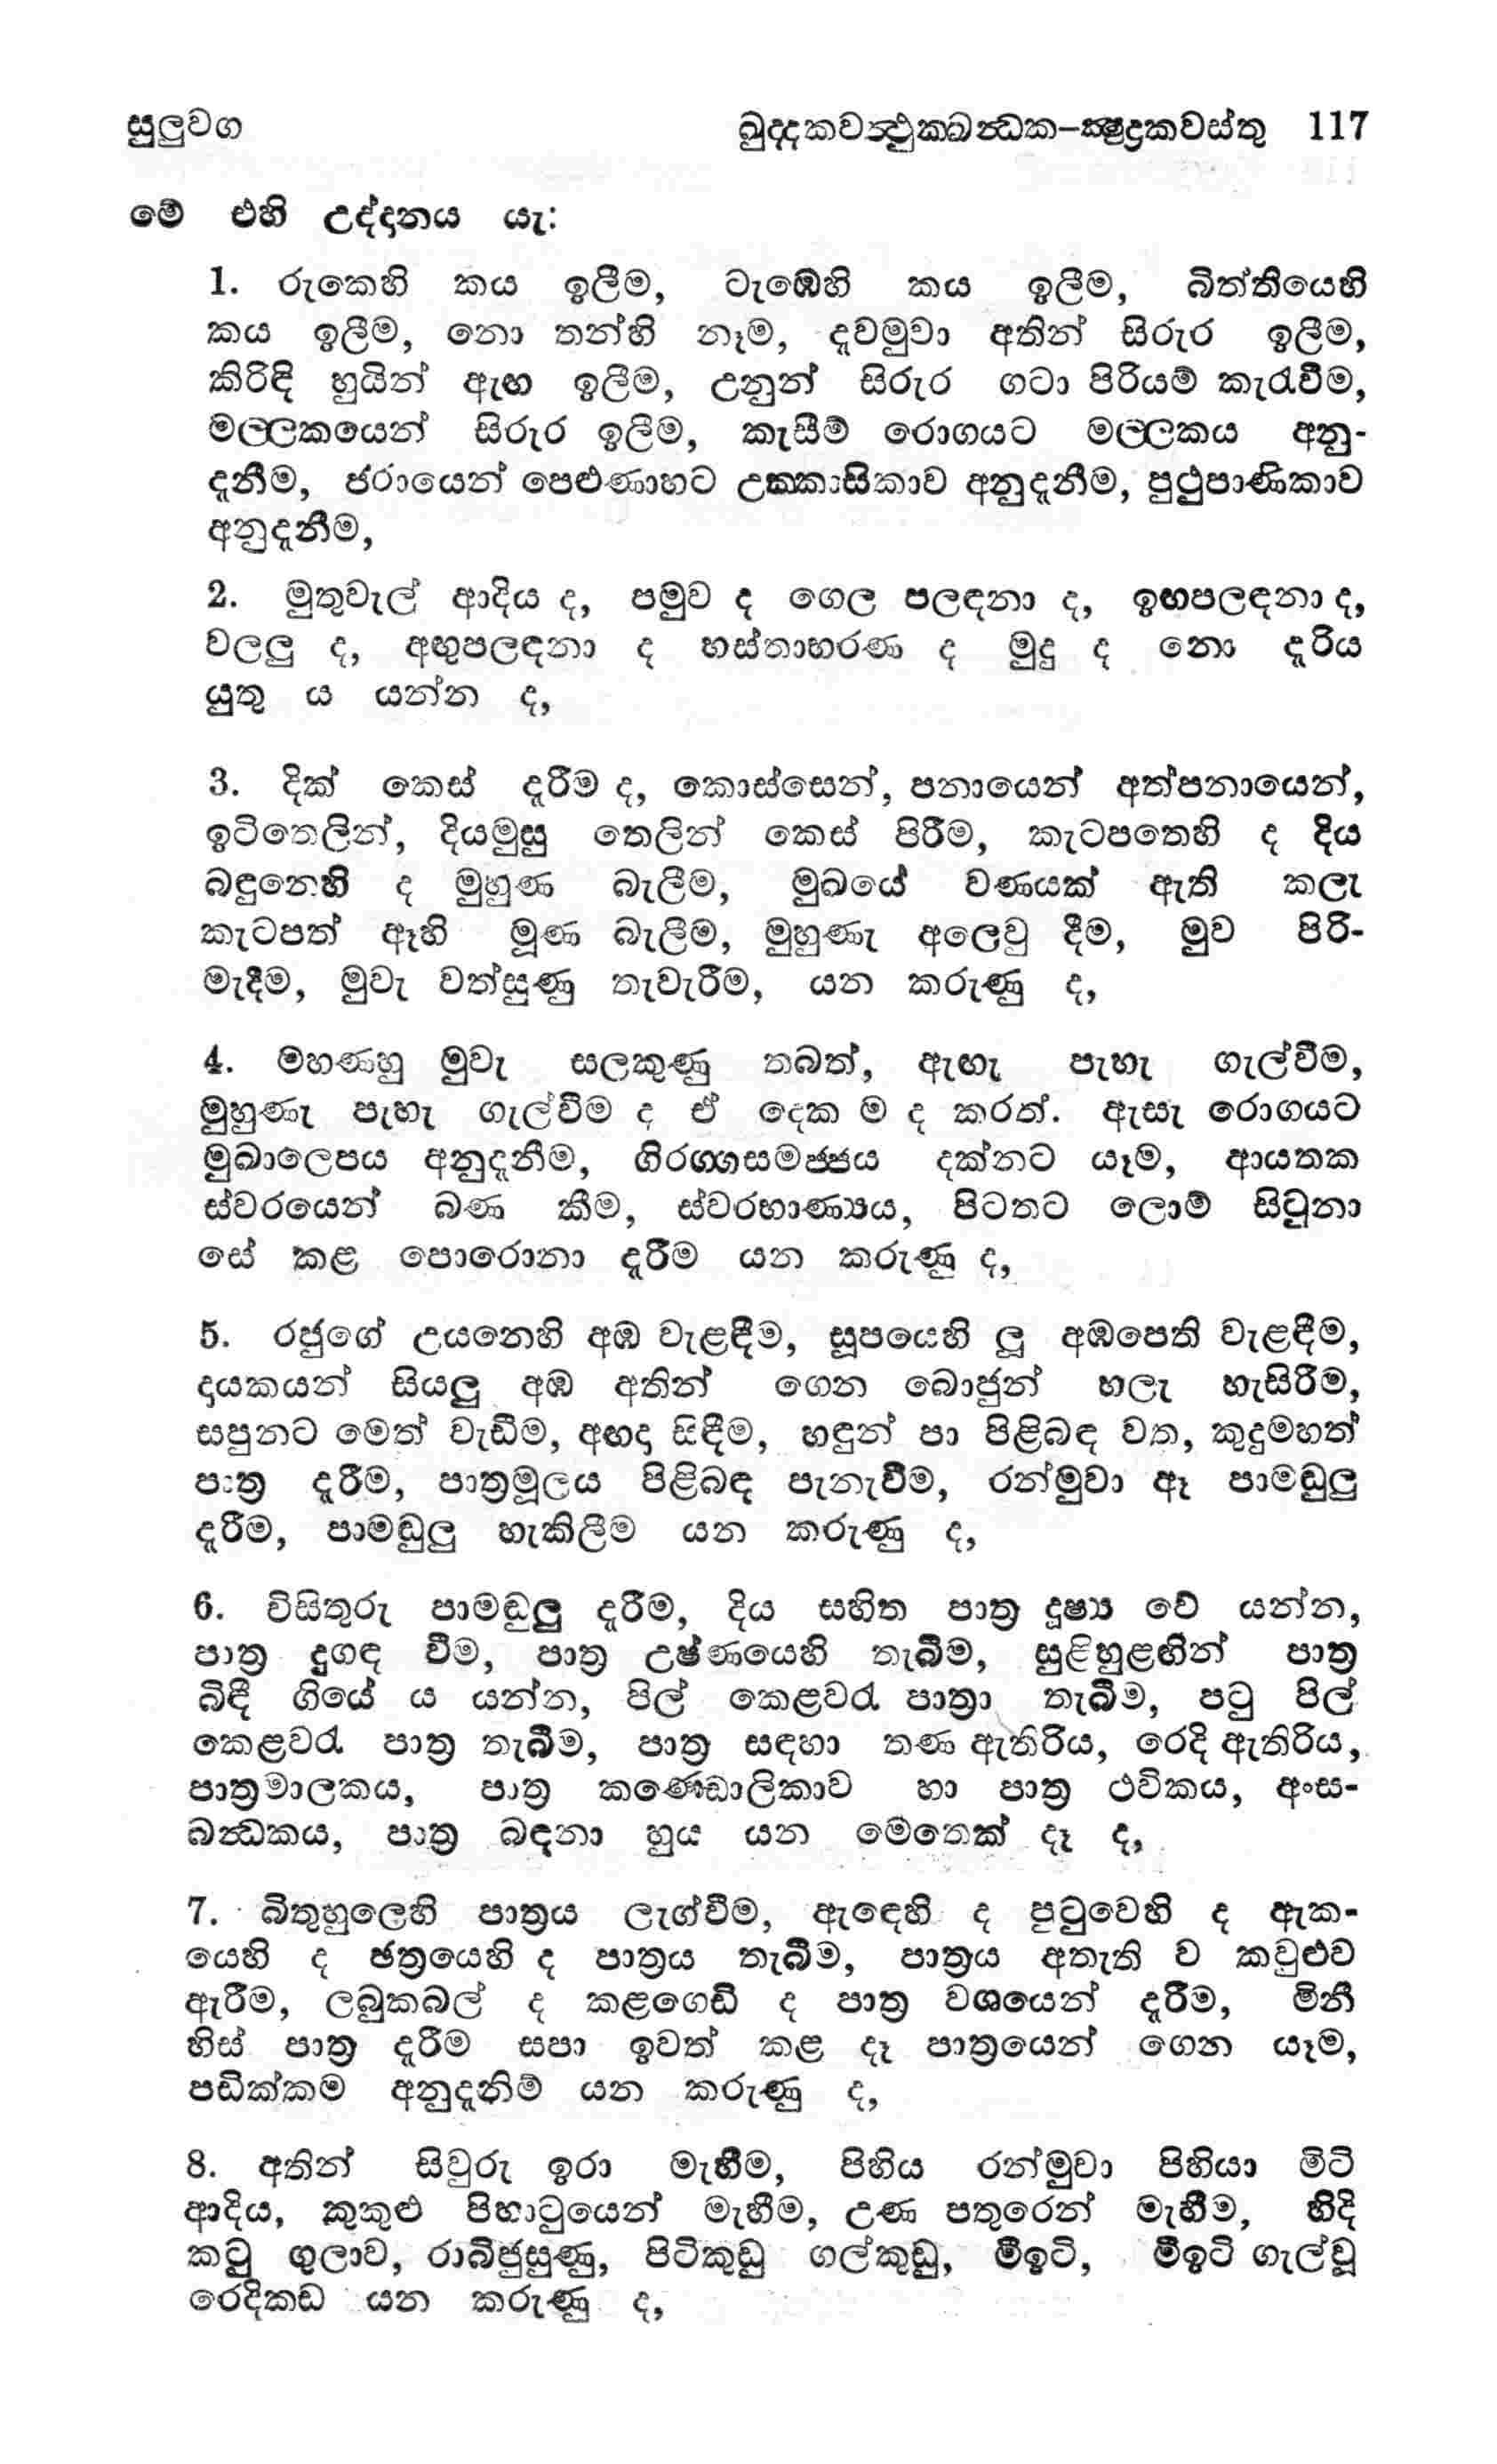 සුලුවග ඛුද්දකවත්‍ථුක්ඛන්‍ධක–ක්‍ෂුද්‍රකවස්තු 117
මේ එහි උද්දානය යැ:
1. රුකෙහි කය ඉලීම, ටැඹෙහි කය ඉලීම, බිත්තියෙහි
කය ඉලීම, නො තන්හි නෑම, දැවමුවා අතින් සිරුර ඉලීම,
කිරිඳි හුයින් ඇඟ ඉලීම, උනුන් සිරුර ගටා පිරියම් කැරැවීම,
මල්ලකයෙන් සිරුර ඉලීම, කැසීම් රොගයට මල්ලකය අනු-
දැනීම, ජරායෙන් පෙළුණාහට උක්කාසිකාව අනුදැනීම, පුථුපාණිකාව
අනුදැනීම,
2. මුතුවැල් ආදිය ද, පමුව ද ගෙල පලඳනා ද, ඉඟපලඳනා ද,
වලලු ද, අඟුපලඳනා ද හස්තාභරණ ද මුදු ද නො දැරිය
යුතු ය යන්න ද,
3. දික් කෙස් දැරීම ද, කොස්සෙන්, පනායෙන් අත්පනායෙන්,
ඉටිතෙලින්, දියමුසු තෙලින් කෙස් පිරීම, කැටපතෙහි ද දිය
බඳුනෙහි ද මුහුණ බැලීම, මුඛයේ වණයක් ඇති කලැ
කැටපත් ඈහි මූණ බැලීම, මුහුණැ අලෙවු දීම, මුව පිරි-
මැදීම, මුවැ වත්සුණු තැවැරීම, යන කරුණු ද,
4. මහණහු මුවැ සලකුණු තබත්, ඇඟැ පැහැ ගැල්වීම,
මුහුණැ පැහැ ගැල්වීම ද ඒ දෙක ම ද කරත්. ඇසැ රොගයට
මුඛාලෙපය අනුදැනීම, ගිරග්ගසමජ්ජය දක්නට යෑම, ආයතක
ස්වරයෙන් බණ කීම, ස්වරභාණ්‍යය, පිටතට ලොම් සිටුනා
සේ කළ පොරොනා දැරීම යන කරුණු ද,
5. රජුගේ උයනෙහි අඹ වැළඳීම, සූපයෙහි ලූ අඹපෙති වැළඳීම,
දායකයන් සියලු අඹ අතින් ගෙන බොජුන් හලැ හැසිරීම,
සපුනට මෙත් වැඩීම, අඟදා සිඳීම, හඳුන් පා පිළිබඳ වත, කුදුමහත්
පාත්‍ර දැරීම, පාත්‍රමූලය පිළිබඳ පැනැවීම, රන්මුවා ඈ පාමඬුලු
දැරීම, පාමඬුලු හැකිලීම යන කරුණු ද,
6. විසිතුරු පාමඬුලු දැරීම, දිය සහිත පාත්‍ර දූෂ්‍ය වේ යන්න,
පාත්‍ර දුගඳ වීම, පාත්‍ර උෂ්ණයෙහි තැබීම, සුළිහුළඟින් පාත්‍ර
බිඳී ගියේ ය යන්න, පිල් කෙළවරැ පාත්‍රා තැබීම, පටු පිල්
කෙළවරැ පාත්‍ර තැබීම, පාත්‍ර සඳහා තණ ඇතිරිය, රෙදි ඇතිරිය,
පාත්‍රමාලකය, පාත්‍ර කණ්ඩොලිකාව හා පාත්‍ර ථවිකය, අංස-
බන්‍ධකය, පාත්‍ර බඳනා හුය යන මෙතෙක් දෑ ද,
7. බිතුහුලෙහි පාත්‍රය ලැග්වීම, ඇඳෙහි ද පුටුවෙහි ද ඇක-
යෙහි ද ඡත්‍රයෙහි ද පාත්‍රය තැබීම, පාත්‍රය අතැති ව කවුළුව
ඇරීම, ලබුකබල් ද කළගෙඩි ද පාත්‍ර වශයෙන් දැරීම, මිනී
හිස් පාත්‍ර දැරීම සපා ඉවත් කළ දෑ පාත්‍රයෙන් ගෙන යෑම,
පඩික්කම අනුදැනීම් යන කරුණු ද,
8. අතින් සිවුරු ඉරා මැහීම, පිහිය රන්මුවා පිහියා මිටි
ආදිය, කුකුළු පිහාටුයෙන් මැහීම, උණ පතුරෙන් මැහීම, හිදි
කටු ගුලාව, රාබිජුසුණු, පිටිකුඩු ගල්කුඩු, මීඉටි, මීඉටි ගැල්වූ
රෙදිකඩ යන කරුණු ද,